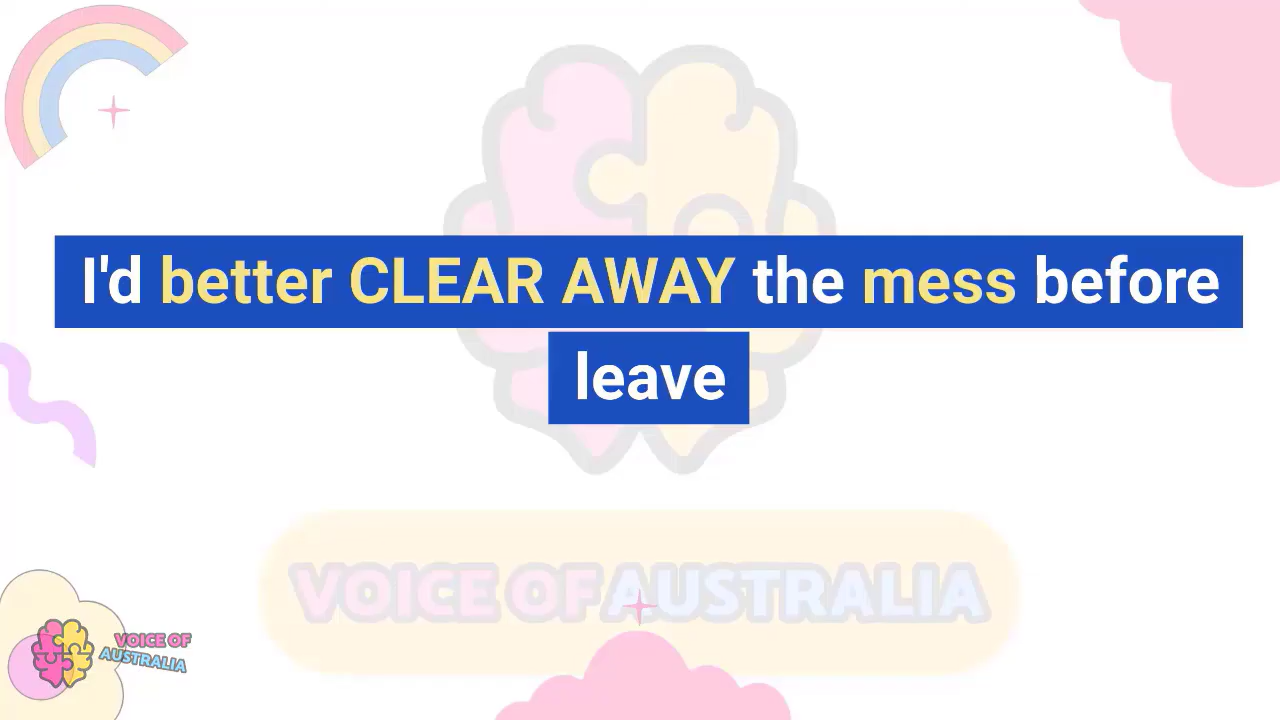 I'd better CLEAR AWAY the mess before
leave
VOICE OF AUSTRALIA
VOICE OF
AUSTRALIA